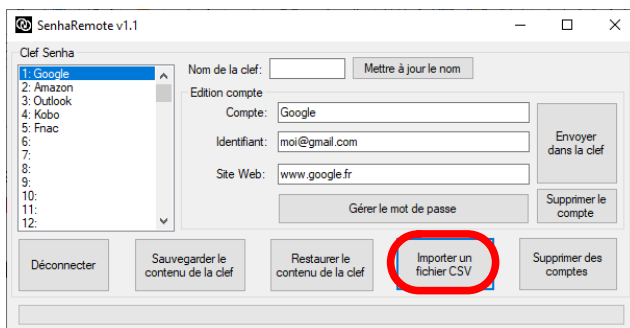 SenhaRemote v1.1
Clef Senha
1: Google
2: Amazon
3: Outlook
4: Kobo
5: Fnac
6:
7:
8:
9:
10:
11:
12:
Nom de la clef:
Mettre à jour le nom
Edition compte
Compte:
Google
Identifiant:
moi@gmail.com
Site Web:
www.google.fr
Envoyer
dans la clef
Gérer le mot de passe
Supprimer le
compte
Déconnecter
Sauvegarder le
contenu de la clef
Restaurer le
contenu de la clef
Importer un
fichier CSV
Supprimer des
comptes